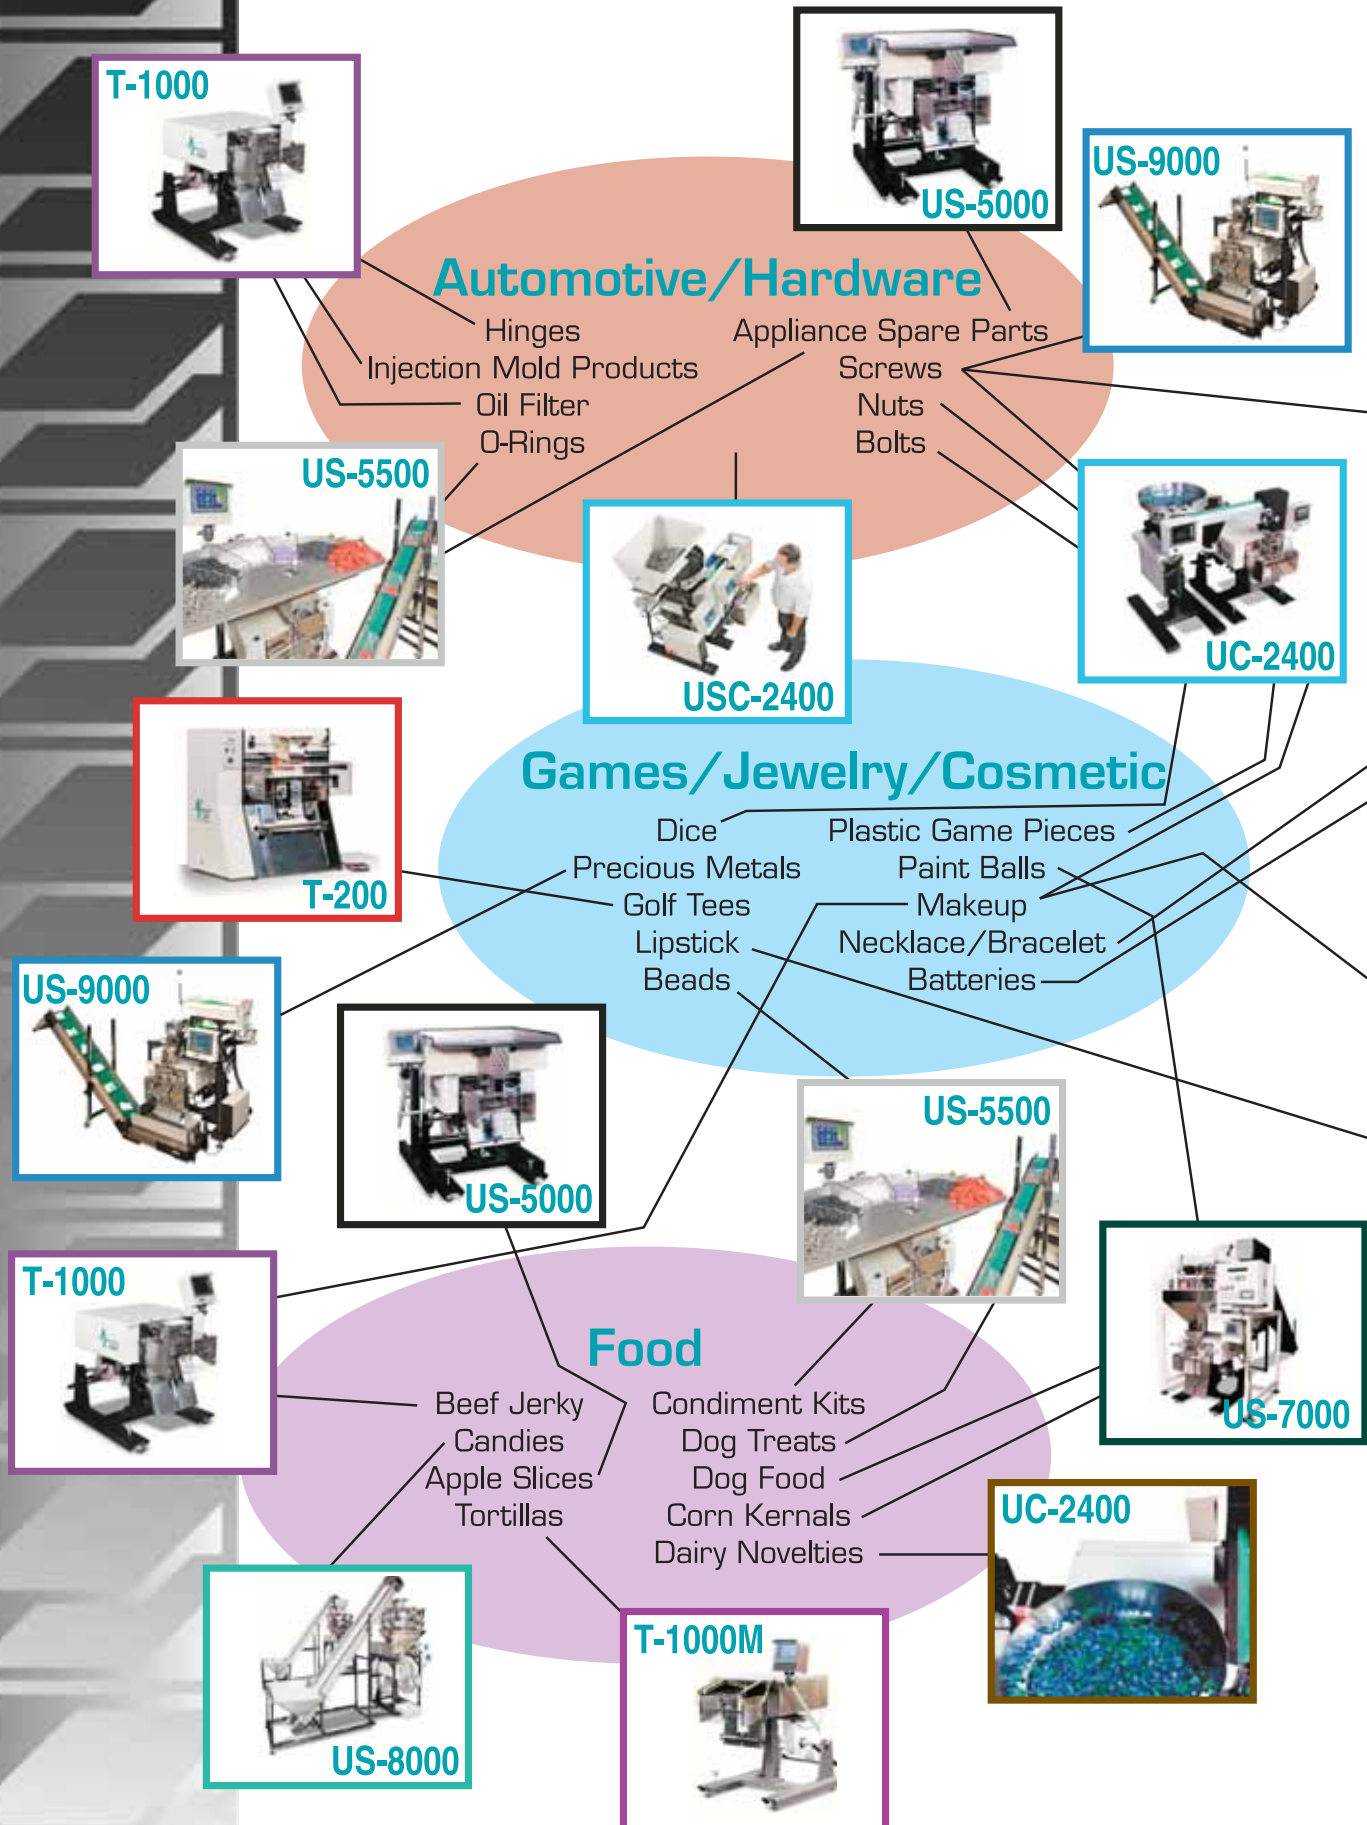 T-1000
US-5000
US-9000
Automotive/Hardware
Hinges
Injection Mold Products
Oil Filter
O-Rings
Appliance Spare Parts
Screws
Nuts
Bolts
US-5500
USC-2400
UC-2400
T-200
Games/Jewelry/Cosmetic
Dice
Precious Metals
Golf Tees
Lipstick
Beads
Plastic Game Pieces
Paint Balls
Makeup
Necklace/Bracelet
Batteries
US-9000
US-5000
US-5500
T-1000
US-7000
Food
Beef Jerky
Candies
Apple Slices
Tortillas
Condiment Kits
Dog Treats
Dog Food
Corn Kernals
Dairy Novelties
US-8000
T-1000M
UC-2400